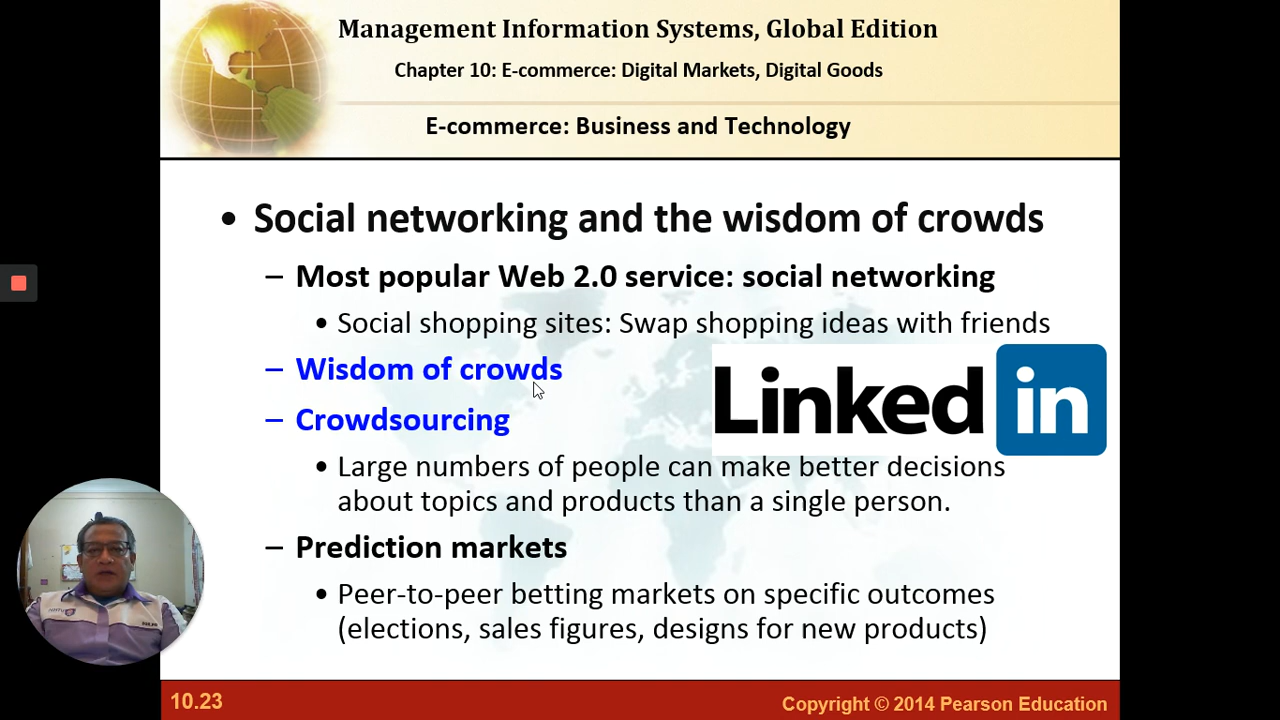 Management Information Systems, Global Edition
Chapter 10: E-commerce: Digital Markets, Digital Goods
E-commerce: Business and Technology
• Social networking and the wisdom of crowds
– Most popular Web 2.0 service: social networking
• Social shopping sites: Swap shopping ideas with friends
– Wisdom of crowds
– Crowdsourcing
Linked in
• Large numbers of people can make better decisions
about topics and products than a single person.
– Prediction markets
• Peer-to-peer betting markets on specific outcomes
(elections, sales figures, designs for new products)
10.23
Copyright © 2014 Pearson Education